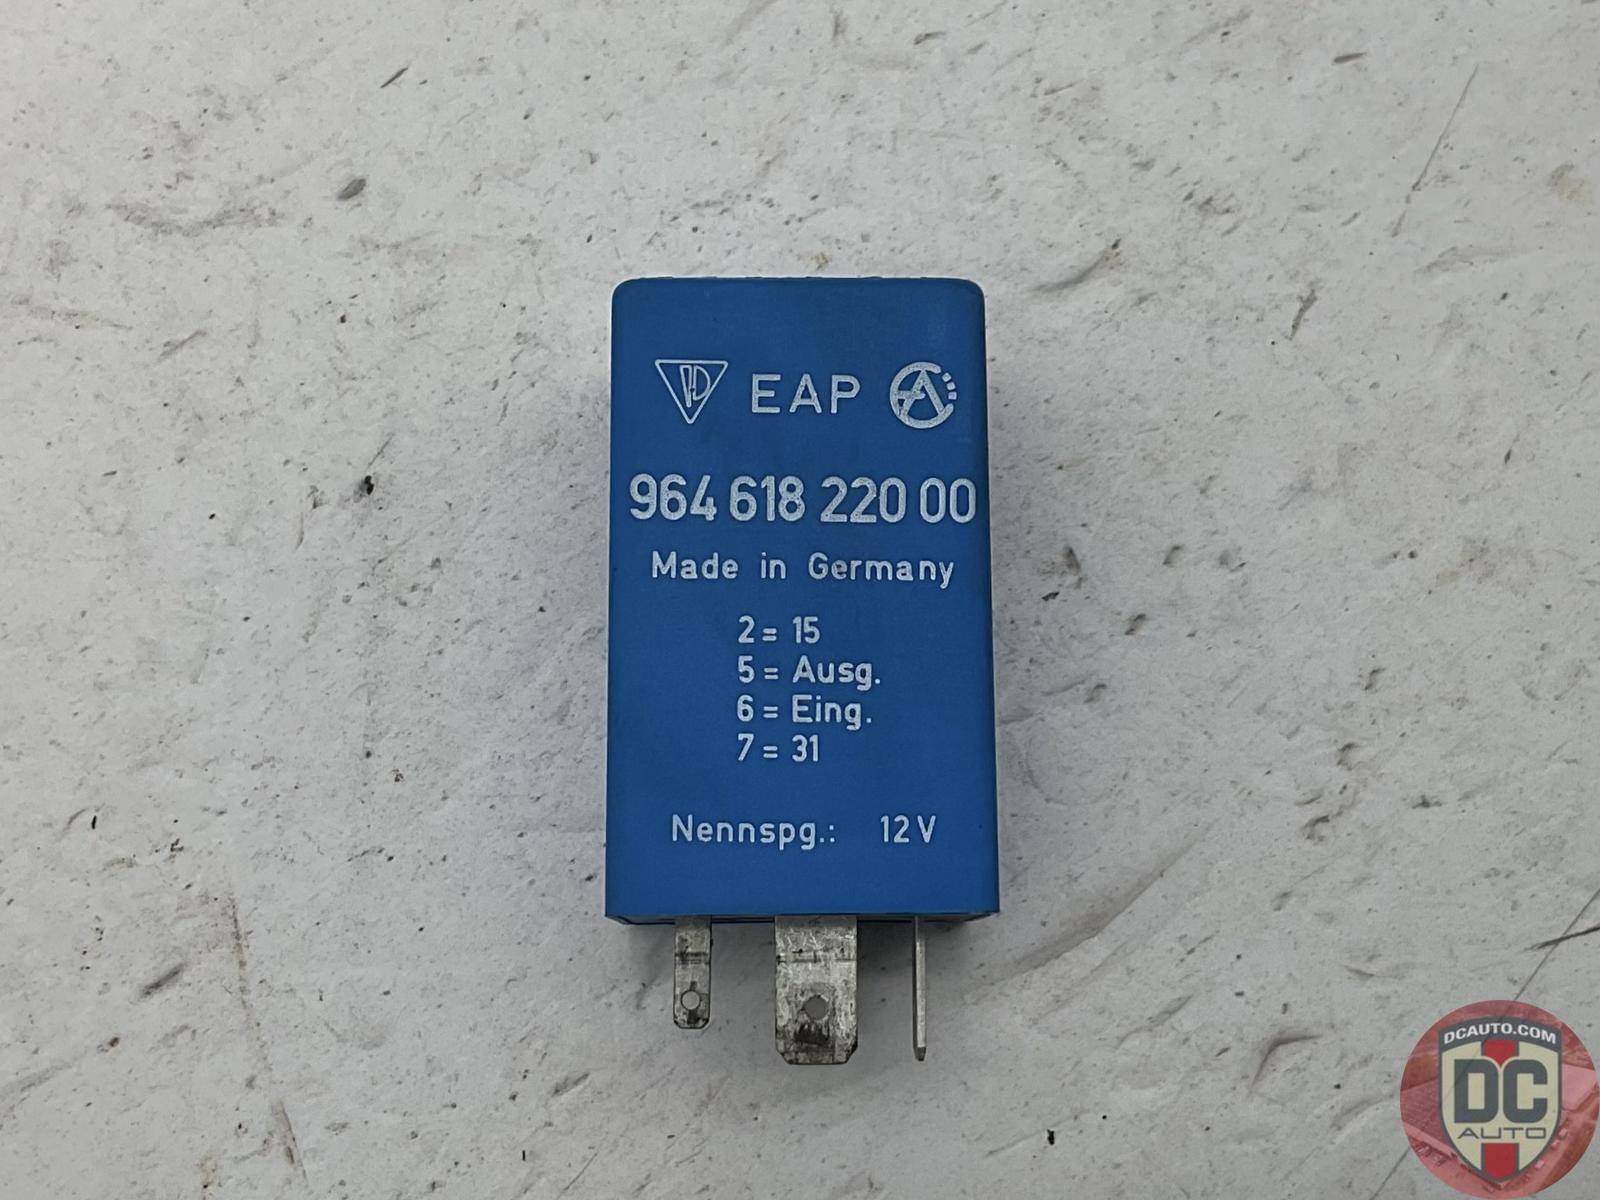 EAP
964 618 220 00
Made in Germany
2 = 15
5 = Ausg.
6 = Eing.
7 = 31
Nennspg.: 12 V
DCAUTO.COM
DC
AUTO